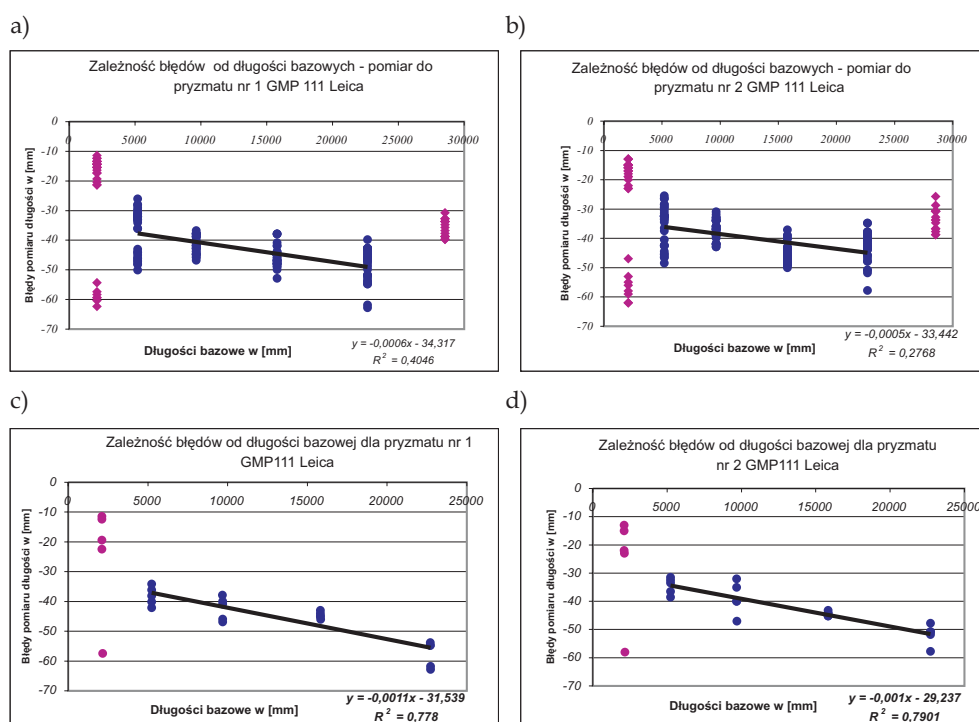 a)
Zależność błędów od długości bazowych - pomiar do
pryzmatu nr 1 GMP 111 Leica
0 5000 10000 15000 20000 25000 30000
0
-10
-20
-30
-40
-50
-60
-70
Błędy pomiaru długości w [mm]
Długości bazowe w [mm]
y = -0,0006x - 34,317
R² = 0,4046
b)
Zależność błędów od długości bazowych - pomiar do
pryzmatu nr 2 GMP 111 Leica
0 5000 10000 15000 20000 25000 30000
0
-10
-20
-30
-40
-50
-60
-70
Błędy pomiaru długości w [mm]
Długości bazowe w [mm]
y = -0,0005x - 33,442
R² = 0,2768
c)
Zależność błędów od długości bazowej dla pryzmatu nr 1
GMP111 Leica
0 5000 10000 15000 20000 25000
0
-10
-20
-30
-40
-50
-60
-70
Błędy pomiaru długości w [mm]
Długości bazowe w [mm]
y = -0,0011x - 31,539
R² = 0,778
d)
Zależność błędów od długości bazowej dla pryzmatu
nr 2 GMP111 Leica
0 5000 10000 15000 20000 25000
0
-10
-20
-30
-40
-50
-60
-70
Błędy pomiaru długości w [mm]
Długości bazowe w [mm]
y = -0,001x - 29,237
R² = 0,7901